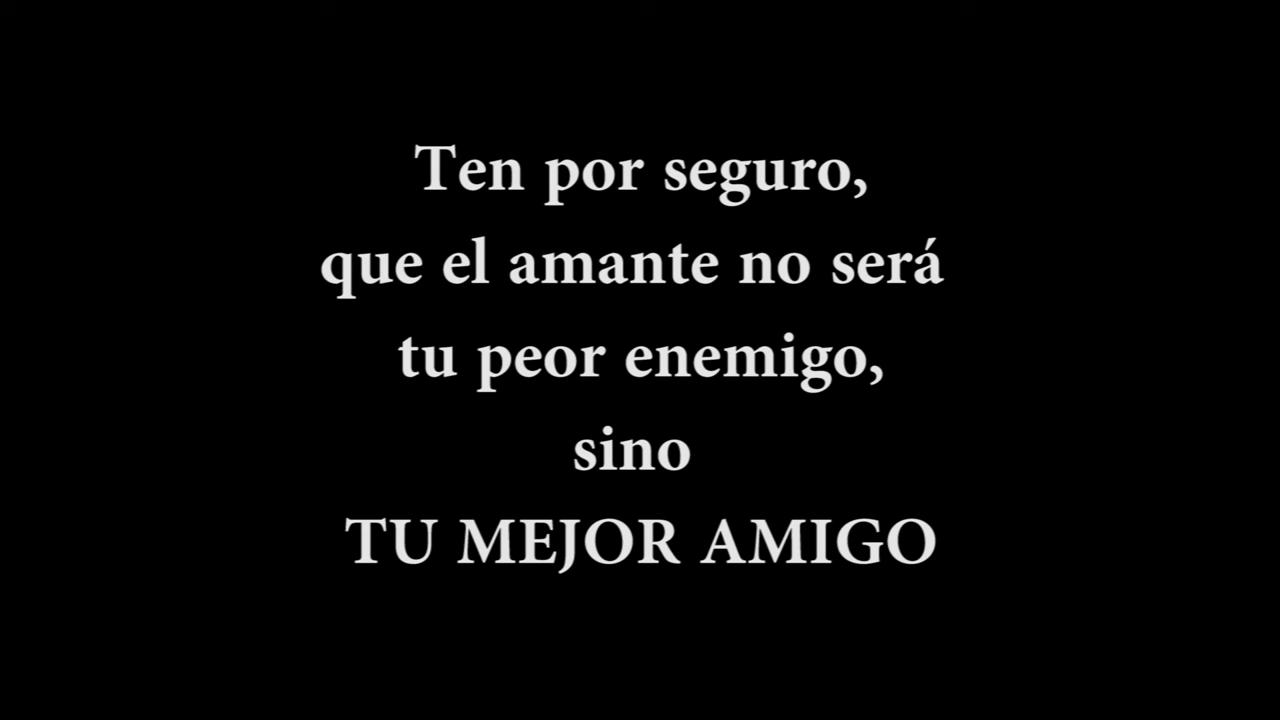 Ten por seguro,
que el amante no será
tu peor enemigo,
sino
TU MEJOR AMIGO